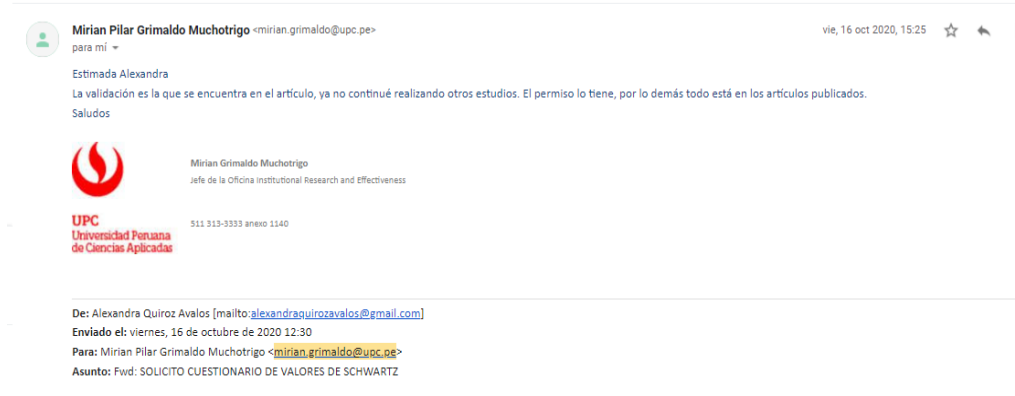 Mirian Pilar Grimaldo Muchotrigo <mirian.grimaldo@upc.pe>
vie, 16 oct 2020, 15:25
para mí
Estimada Alexandra
La validación es la que se encuentra en el artículo, ya no continué realizando otros estudios. El permiso lo tiene, por lo demás todo está en los artículos publicados.
Saludos
Mirian Grimaldo Muchotrigo
Jefe de la Oficina Institutional Research and Effectiveness
UPC
Universidad Peruana
de Ciencias Aplicadas
511 313-3333 anexo 1140
De: Alexandra Quiroz Avalos [mailto:alexandraquirozavalos@gmail.com]
Enviado el: viernes, 16 de octubre de 2020 12:30
Para: Mirian Pilar Grimaldo Muchotrigo <mirian.grimaldo@upc.pe>
Asunto: Fwd: SOLICITO CUESTIONARIO DE VALORES DE SCHWARTZ